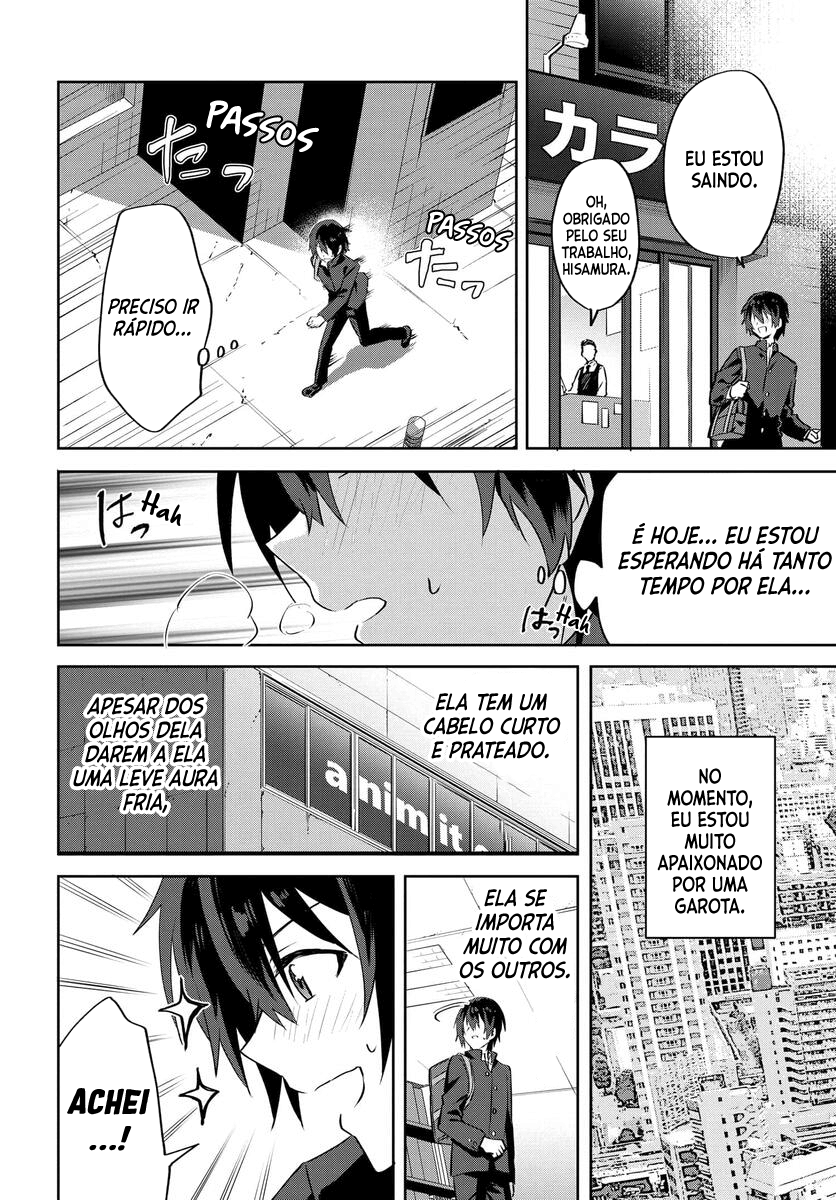 カラ
EU ESTOU
SAINDO.
OH,
OBRIGADO
PELO SEU
TRABALHO,
HISAMURA.
PASSOS
たっ
PASSOS
たっ
PRECISO IR
RÁPIDO...
É HOJE... EU ESTOU
ESPERANDO HÁ TANTO
TEMPO POR ELA...
はっ
Hah
はっ
Hah
NO
MOMENTO,
EU ESTOU
MUITO
APAIXONADO
POR UMA
GAROTA.
ELA TEM UM
CABELO CURTO
E PRATEADO.
APESAR DOS
OLHOS DELA
DAREM A ELA
UMA LEVE AURA
FRIA,
animit
ELA SE
IMPORTA
MUITO COM
OS OUTROS.
ACHEI
...!